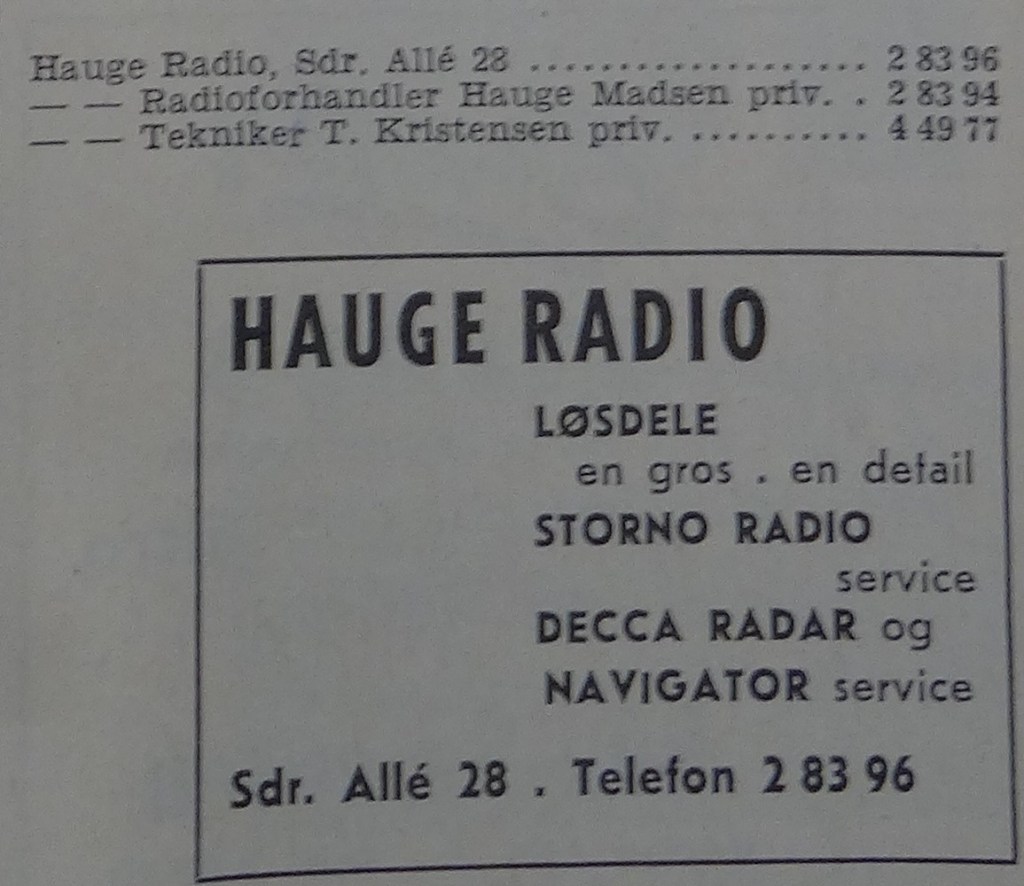 Hauge Radio, Sdr. Allé 28 ................... 2 83 96
— — Radioforhandler Hauge Madsen priv. . 2 83 94
— — Tekniker T. Kristensen priv. .......... 4 49 77
HAUGE RADIO
LØSDELE
en gros . en detail
STORNO RADIO
service
DECCA RADAR og
NAVIGATOR service
Sdr. Allé 28 . Telefon 2 83 96